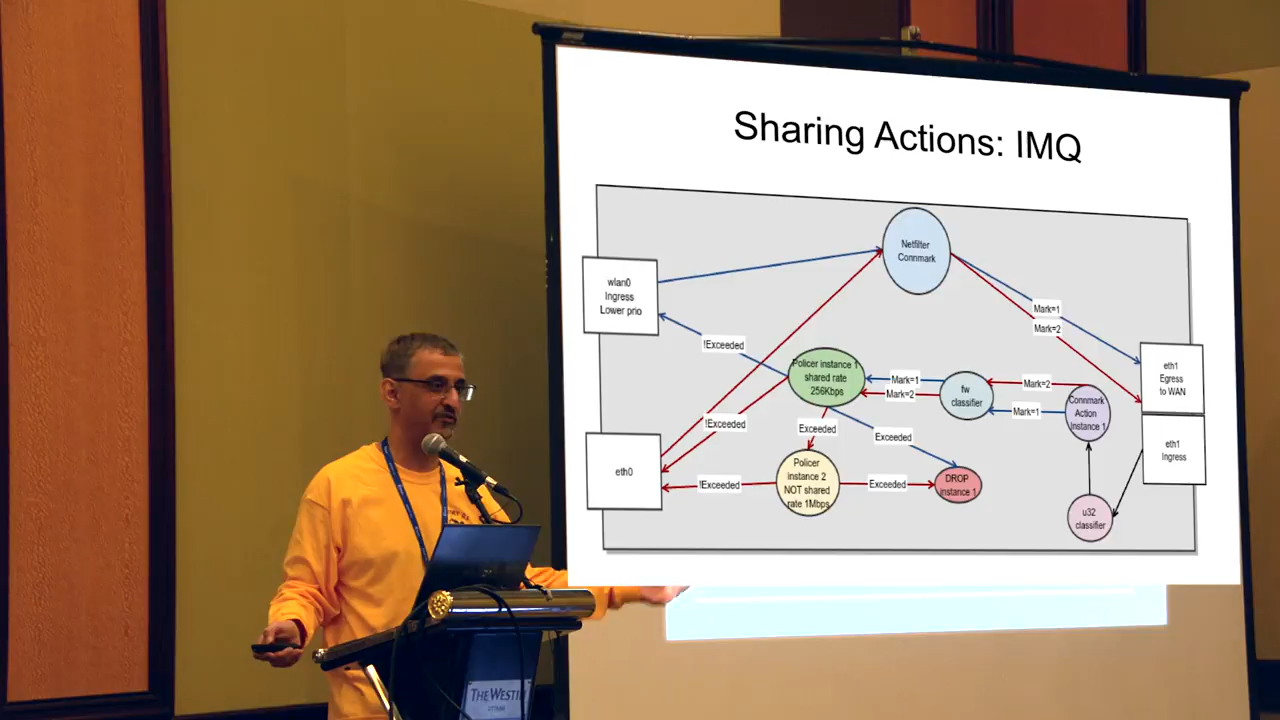 Sharing Actions: IMQ
Netfilter
Connmark
wlan0
Ingress
Lower prio
Mark=1
Mark=2
!Exceeded
Policer instance 1
shared rate
256Kbps
Mark=1
Mark=2
fw
classifier
Mark=2
Mark=1
Connmark
Action
Instance 1
eth1
Egress
to WAN
eth1
Ingress
!Exceeded
Exceeded
Exceeded
eth0
!Exceeded
Policer
instance 2
NOT shared
rate 1Mbps
Exceeded
DROP
instance 1
u32
classifier
THE WESTIN